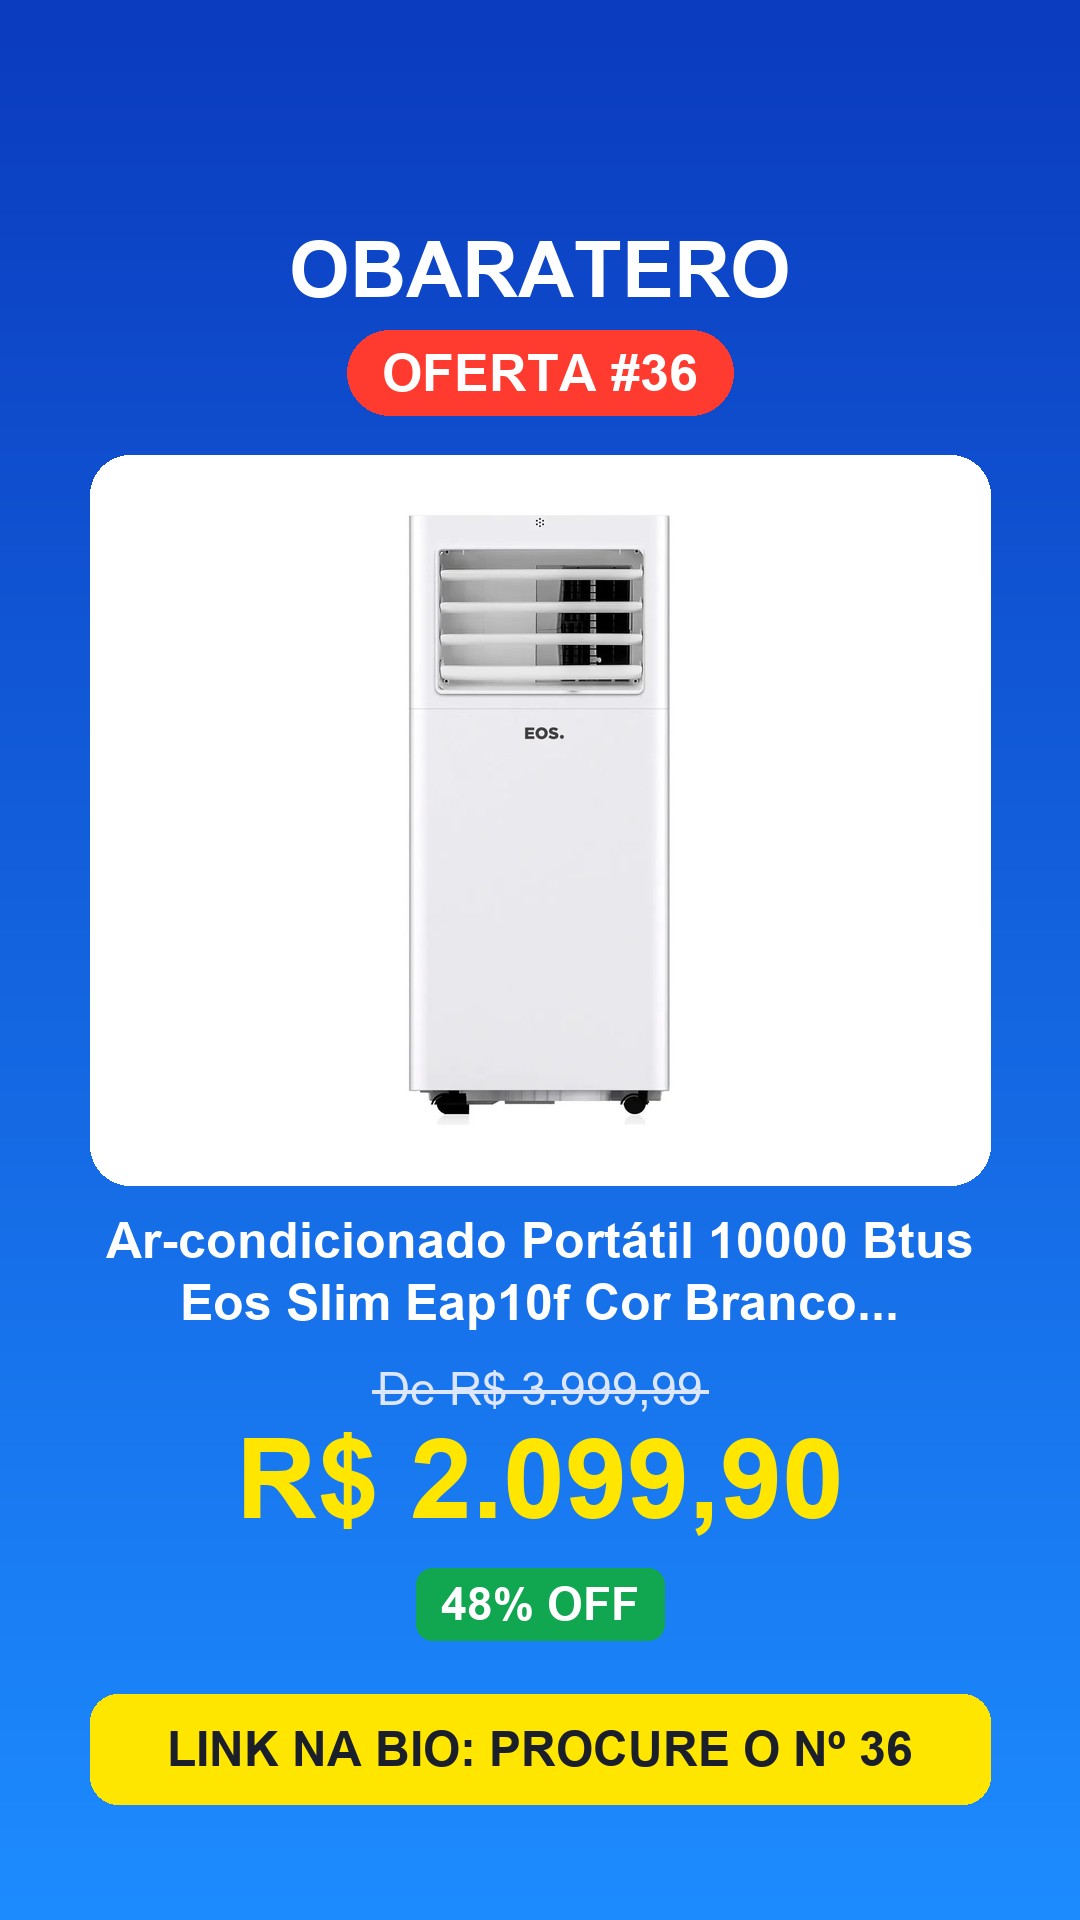 OBARATERO
OFERTA #36
EOS.
Ar-condicionado Portátil 10000 Btus
Eos Slim Eap10f Cor Branco...
De R$ 3.999,99
R$ 2.099,90
48% OFF
LINK NA BIO: PROCURE O Nº 36